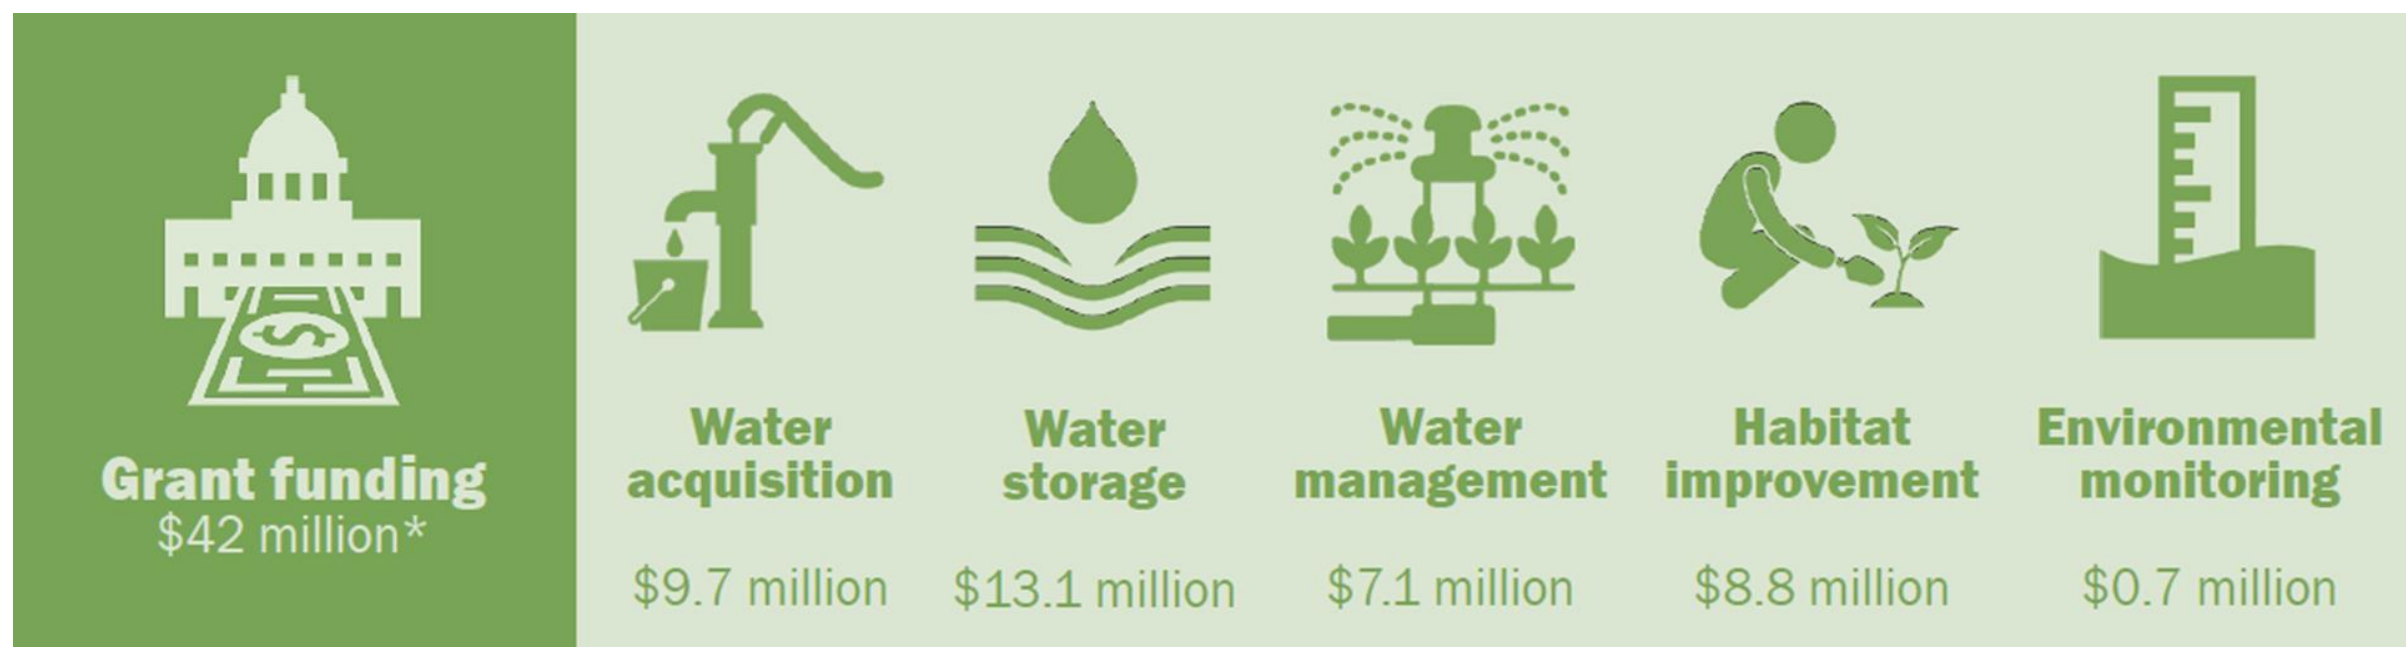 Grant funding
$42 million*
Water
acquisition
$9.7 million
Water
storage
$13.1 million
Water
management
$7.1 million
Habitat
improvement
$8.8 million
Environmental
monitoring
$0.7 million